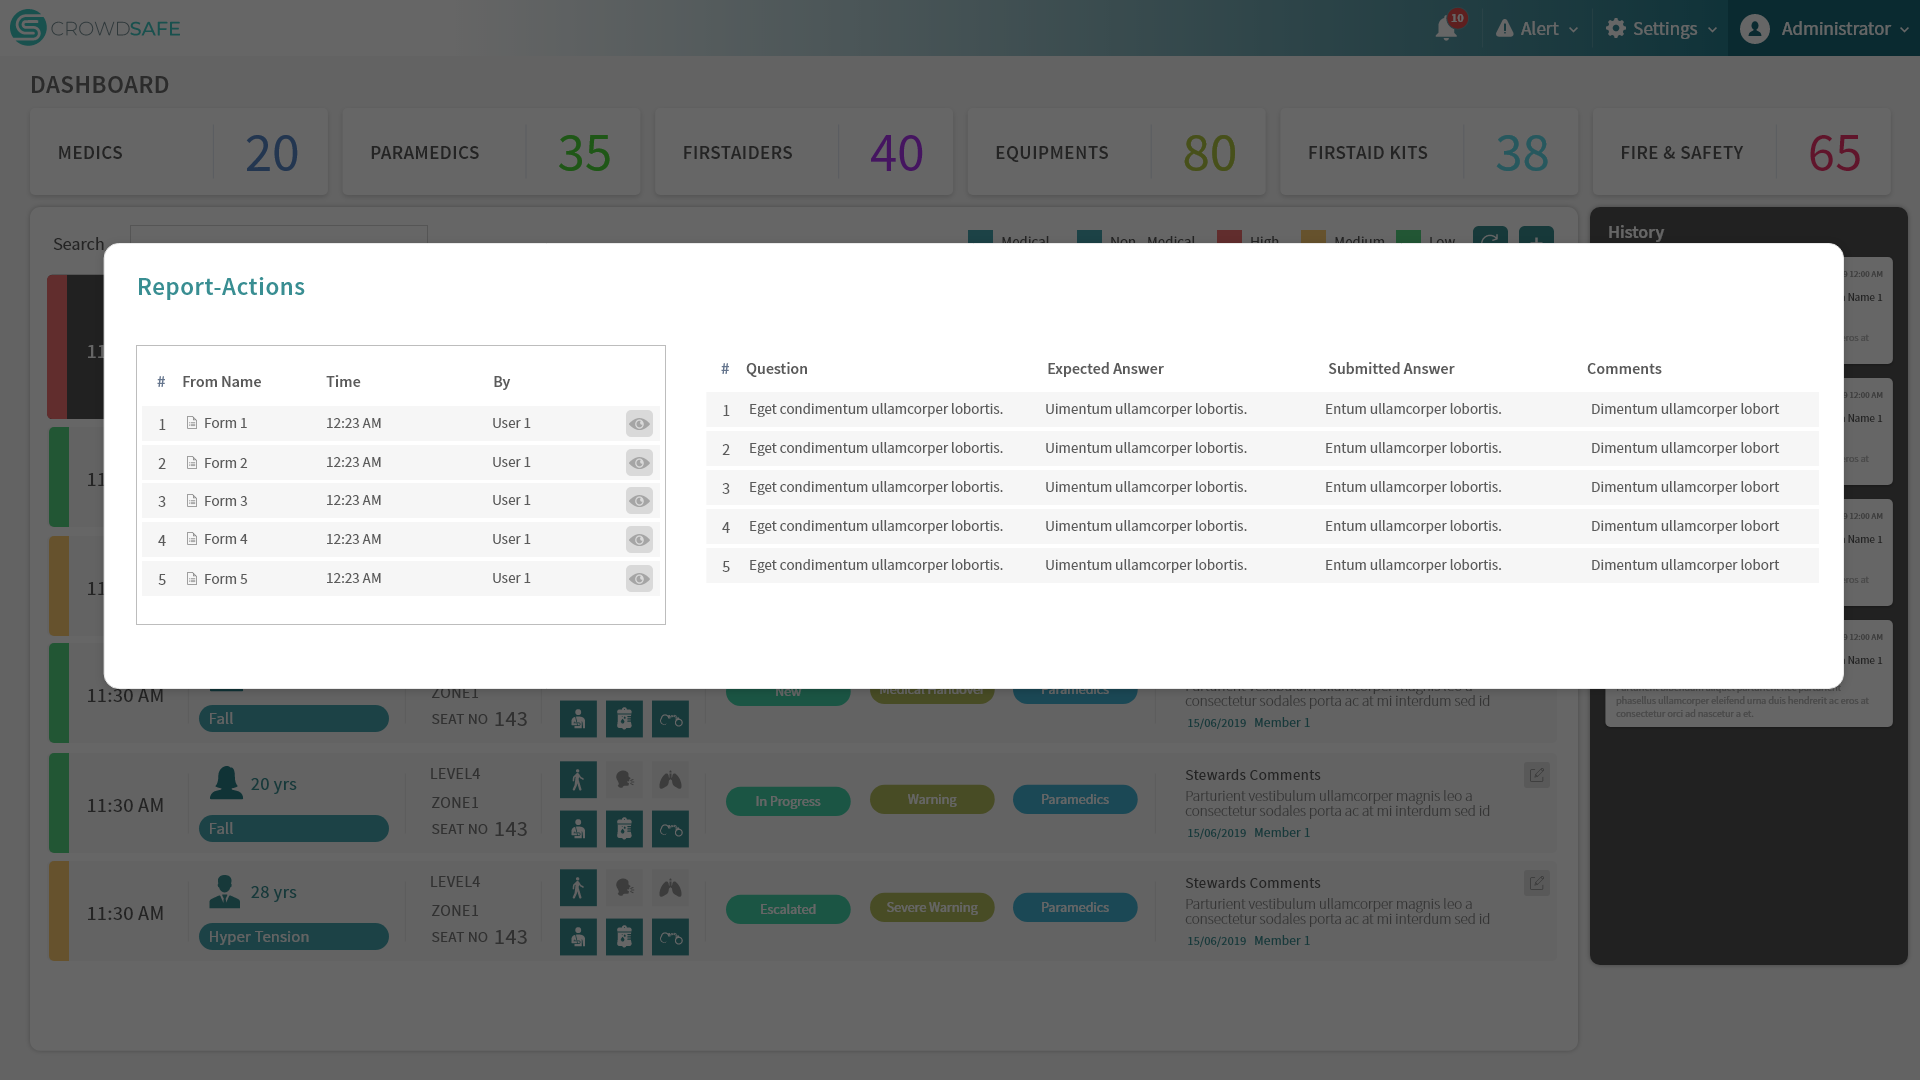 CROWDSAFE
10
Alert
Settings
Administrator
DASHBOARD
MEDICS 20
PARAMEDICS 35
FIRSTAIDERS 40
EQUIPMENTS 80
FIRSTAID KITS 38
FIRE & SAFETY 65
Search
Medical
Non - Medical
High
Medium
Low
History
Report-Actions
# From Name Time By
1 Form 1 12:23 AM User 1
2 Form 2 12:23 AM User 1
3 Form 3 12:23 AM User 1
4 Form 4 12:23 AM User 1
5 Form 5 12:23 AM User 1
# Question Expected Answer Submitted Answer Comments
1 Eget condimentum ullamcorper lobortis. Uimentum ullamcorper lobortis. Entum ullamcorper lobortis. Dimentum ullamcorper lobort
2 Eget condimentum ullamcorper lobortis. Uimentum ullamcorper lobortis. Entum ullamcorper lobortis. Dimentum ullamcorper lobort
3 Eget condimentum ullamcorper lobortis. Uimentum ullamcorper lobortis. Entum ullamcorper lobortis. Dimentum ullamcorper lobort
4 Eget condimentum ullamcorper lobortis. Uimentum ullamcorper lobortis. Entum ullamcorper lobortis. Dimentum ullamcorper lobort
5 Eget condimentum ullamcorper lobortis. Uimentum ullamcorper lobortis. Entum ullamcorper lobortis. Dimentum ullamcorper lobort
12:00 AM
Name 1
ros at
12:00 AM
Name 1
ros at
12:00 AM
Name 1
ros at
12:00 AM
Name 1
phasellus ullamcorper eleifend urna duis hendrerit ac eros at
consectetur orci ad nascetur a et.
11
11
11
11:30 AM
Fall
ZONE1
SEAT NO 143
New
Medical Handover
Paramedics
Parturient vestibulum ullamcorper magnis leo a
consectetur sodales porta ac at mi interdum sed id
15/06/2019 Member 1
11:30 AM
20 yrs
Fall
LEVEL4
ZONE1
SEAT NO 143
In Progress
Warning
Paramedics
Stewards Comments
Parturient vestibulum ullamcorper magnis leo a
consectetur sodales porta ac at mi interdum sed id
15/06/2019 Member 1
11:30 AM
28 yrs
Hyper Tension
LEVEL4
ZONE1
SEAT NO 143
Escalated
Severe Warning
Paramedics
Stewards Comments
Parturient vestibulum ullamcorper magnis leo a
consectetur sodales porta ac at mi interdum sed id
15/06/2019 Member 1